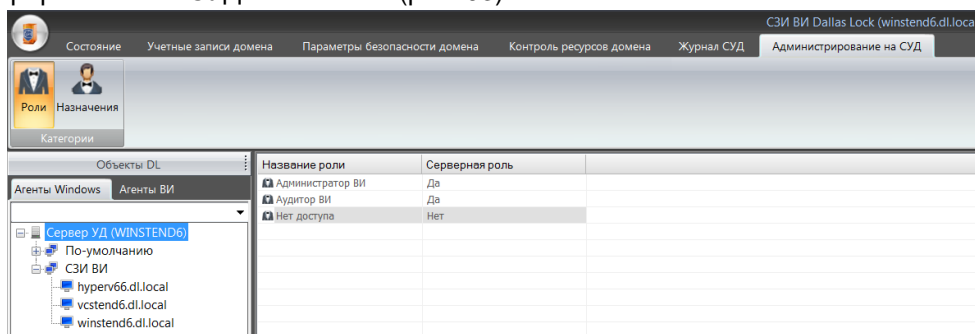 СЗИ ВИ Dallas Lock (winstend6.dl.loca
Состояние Учетные записи домена Параметры безопасности домена Контроль ресурсов домена Журнал СУД Администрирование на СУД
Роли Назначения
Категории
Объекты DL
Агенты Windows Агенты ВИ
Сервер УД (WINSTEND6)
По-умолчанию
СЗИ ВИ
hyperv66.dl.local
vcstend6.dl.local
winstend6.dl.local
Название роли Серверная роль
Администратор ВИ Да
Аудитор ВИ Да
Нет доступа Нет